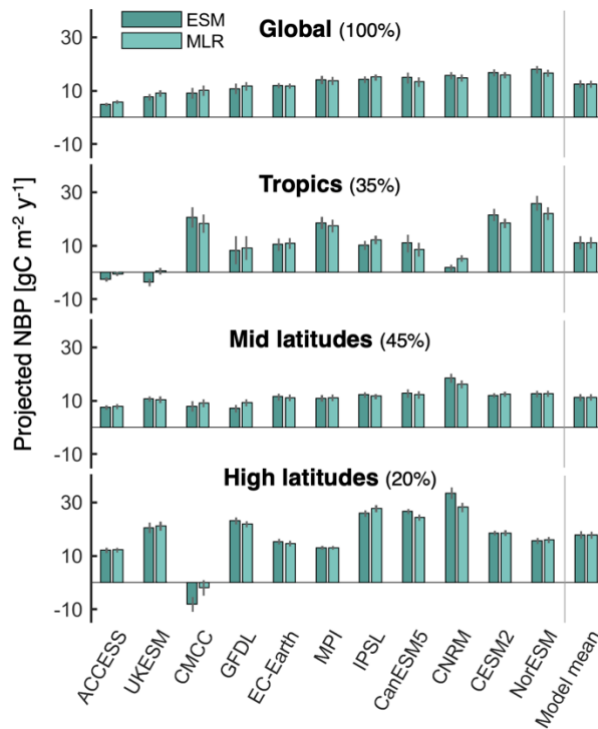 ESM
MLR
Global (100%)
30
10
-10
Tropics (35%)
30
10
-10
Mid latitudes (45%)
30
10
-10
High latitudes (20%)
30
10
-10
Projected NBP [gC m⁻² y⁻¹]
ACCESS
UKESM
CMCC
GFDL
EC-Earth
MPI
IPSL
CanESM5
CNRM
CESM2
NorESM
Model mean